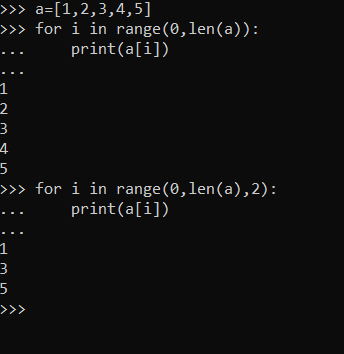 >>> a=[1,2,3,4,5]
>>> for i in range(0,len(a)):
...     print(a[i])
...
1
2
3
4
5
>>> for i in range(0,len(a),2):
...     print(a[i])
...
1
3
5
>>>